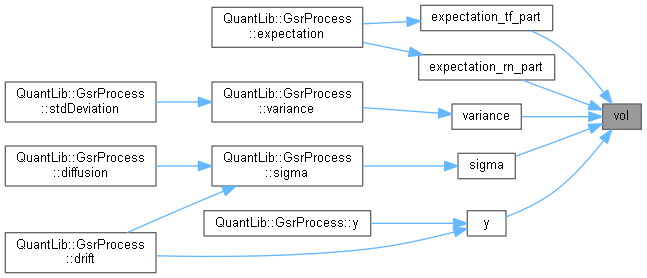 QuantLib::GsrProcess
::expectation
expectation_tf_part
expectation_rn_part
QuantLib::GsrProcess
::stdDeviation
QuantLib::GsrProcess
::variance
variance
vol
QuantLib::GsrProcess
::diffusion
QuantLib::GsrProcess
::sigma
sigma
QuantLib::GsrProcess::y
y
QuantLib::GsrProcess
::drift